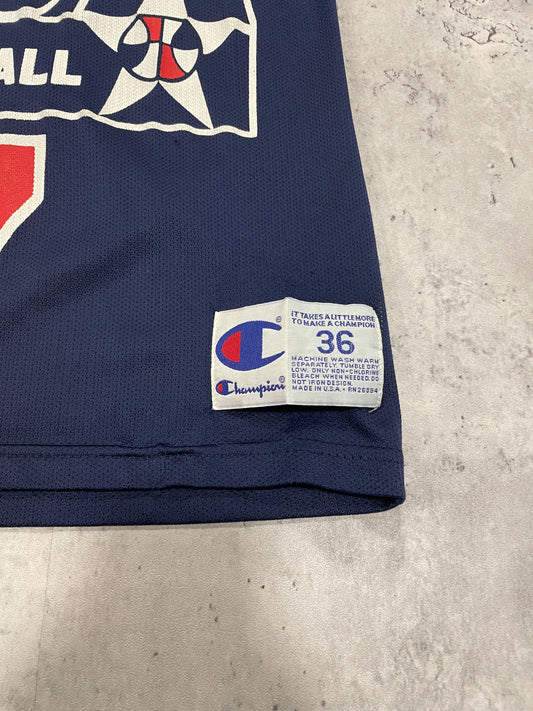 ALL
IT TAKES A LITTLE MORE
TO MAKE A CHAMPION
36
MACHINE WASH WARM
SEPARATELY. TUMBLE DRY
LOW. ONLY NON-CHLORINE
BLEACH WHEN NEEDED. DO
NOT IRON DESIGN.
MADE IN U.S.A. • RN26094
Champion